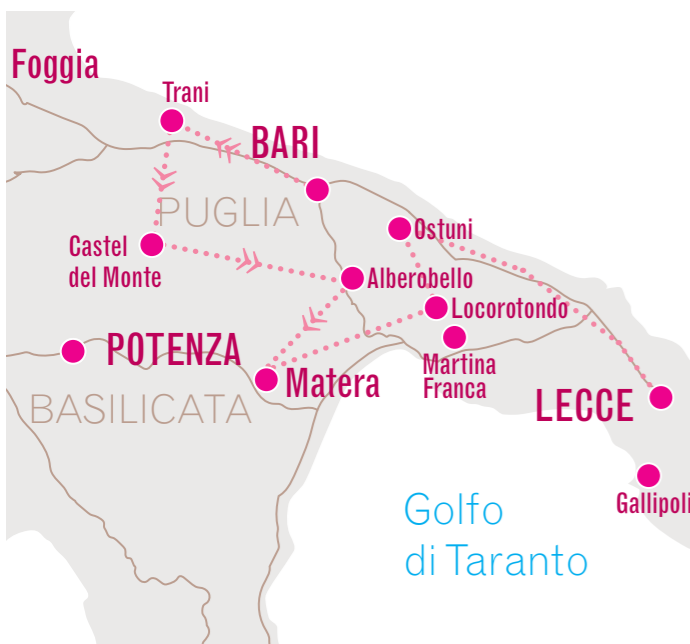 Foggia
Trani
BARI
PUGLIA
Ostuni
Castel
del Monte
Alberobello
Locorotondo
POTENZA
Martina
Franca
Matera
BASILICATA
LECCE
Gallipoli
Golfo
di Taranto